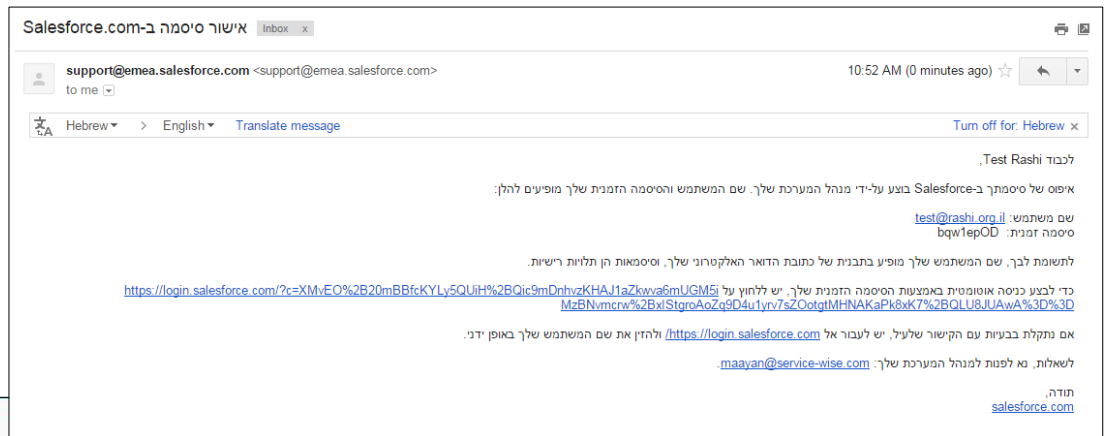 אישור סיסמה ב-Salesforce.com Inbox x
support@emea.salesforce.com <support@emea.salesforce.com> 10:52 AM (0 minutes ago)
to me
Hebrew > English Translate message Turn off for: Hebrew x
לכבוד Test Rashi,
איפוס של סיסמתך ב-Salesforce בוצע על-ידי מנהל המערכת שלך. שם המשתמש והסיסמה הזמנית שלך מופיעים להלן:
שם משתמש: test@rashi.org.il
סיסמה זמנית: bqw1epOD
לתשומת לבך, שם המשתמש שלך מופיע בתבנית של כתובת הדואר האלקטרוני שלך, וסיסמאות הן תלויות רישיות.
כדי לבצע כניסה אוטומטית באמצעות הסיסמה הזמנית שלך, יש ללחוץ על https://login.salesforce.com/?c=XMvEO%2B20mBBfcKYLy5QUiH%2BQic9mDnhvzKHAJ1aZkwva6mUGM5i
MzBNvmcrw%2BxlStgroAoZq9D4u1yrv7sZOotgtMHNAKaPk8xK7%2BQLU8JUAwA%3D%3D
אם נתקלת בבעיות עם הקישור שלעיל, יש לעבור אל https://login.salesforce.com/ ולהזין את שם המשתמש שלך באופן ידני.
לשאלות, נא לפנות למנהל המערכת שלך: maayan@service-wise.com.
תודה,
salesforce.com